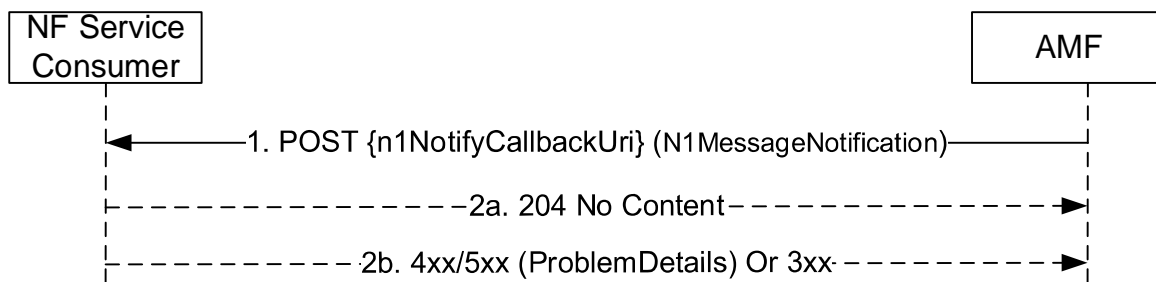 NF Service
Consumer
AMF
1. POST {n1NotifyCallbackUri} (N1MessageNotification)
2a. 204 No Content
2b. 4xx/5xx (ProblemDetails) Or 3xx